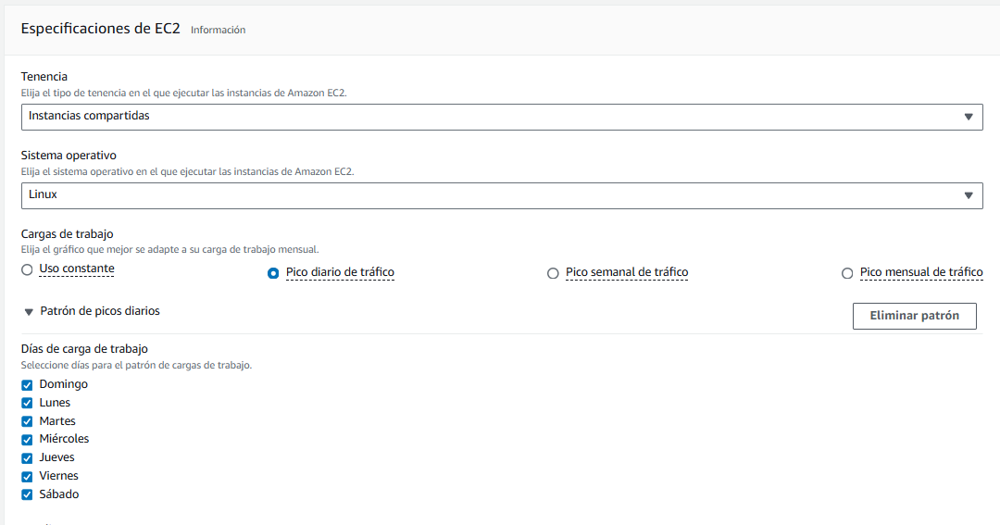 Especificaciones de EC2 Información
Tenencia
Elija el tipo de tenencia en el que ejecutar las instancias de Amazon EC2.
Instancias compartidas
Sistema operativo
Elija el sistema operativo en el que ejecutar las instancias de Amazon EC2.
Linux
Cargas de trabajo
Elija el gráfico que mejor se adapte a su carga de trabajo mensual.
Uso constante Pico diario de tráfico Pico semanal de tráfico Pico mensual de tráfico
Patrón de picos diarios Eliminar patrón
Días de carga de trabajo
Seleccione días para el patrón de cargas de trabajo.
Domingo
Lunes
Martes
Miércoles
Jueves
Viernes
Sábado